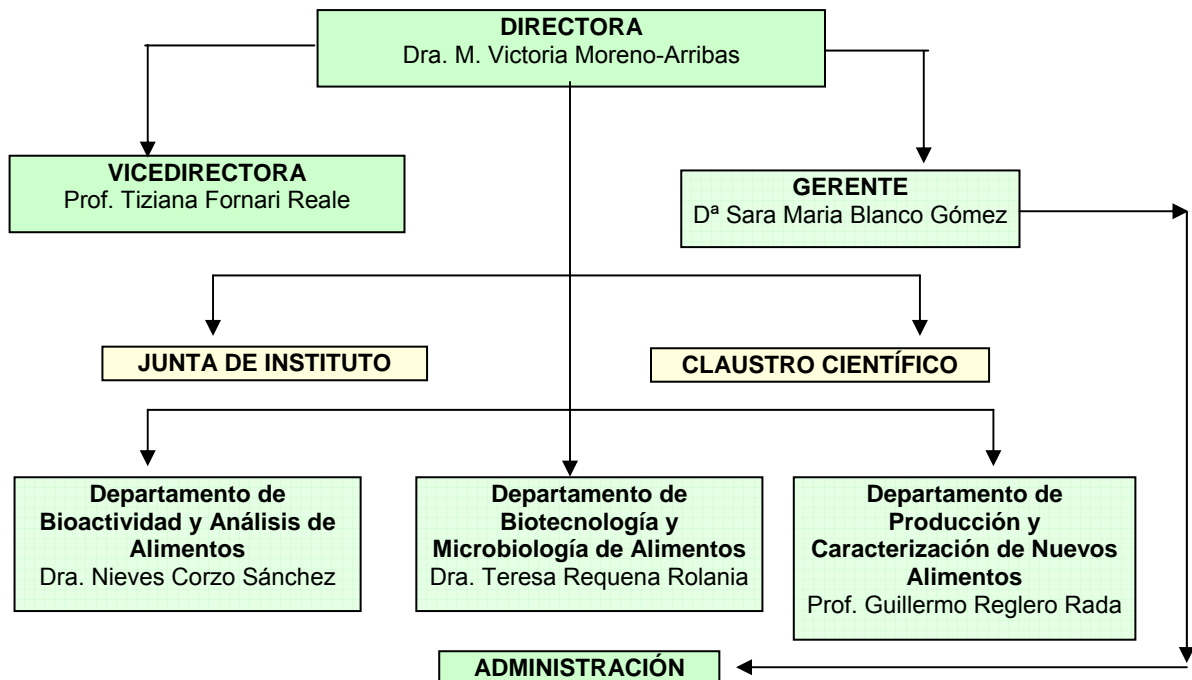 DIRECTORA
Dra. M. Victoria Moreno-Arribas
VICEDIRECTORA
Prof. Tiziana Fornari Reale
GERENTE
Dª Sara Maria Blanco Gómez
JUNTA DE INSTITUTO
CLAUSTRO CIENTÍFICO
Departamento de
Bioactividad y Análisis de
Alimentos
Dra. Nieves Corzo Sánchez
Departamento de
Biotecnología y
Microbiología de Alimentos
Dra. Teresa Requena Rolania
Departamento de
Producción y
Caracterización de Nuevos
Alimentos
Prof. Guillermo Reglero Rada
ADMINISTRACIÓN